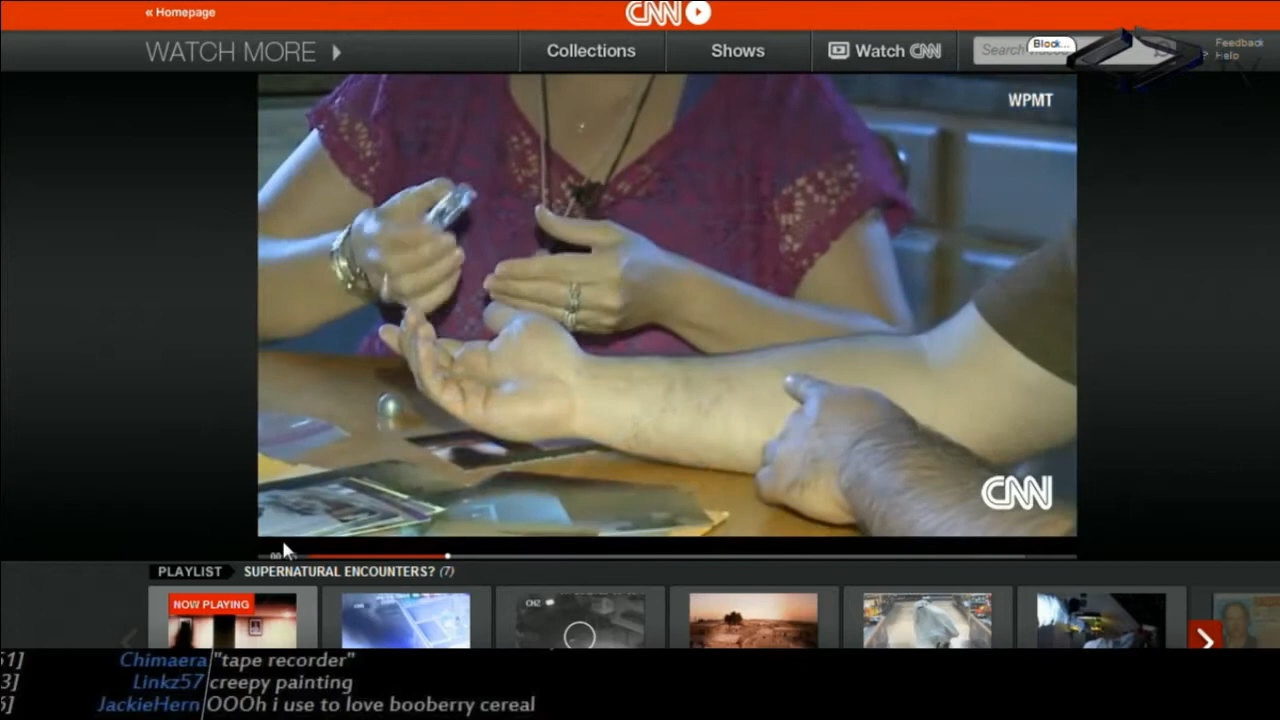 « Homepage
CNN
WATCH MORE
Collections
Shows
Watch CNN
Search
Block...
Feedback
Help
WPMT
CNN
PLAYLIST
SUPERNATURAL ENCOUNTERS? (7)
NOW PLAYING
51] Chimaera "tape recorder"
3] Linkz57 creepy painting
6] JackieHern OOOh i use to love booberry cereal